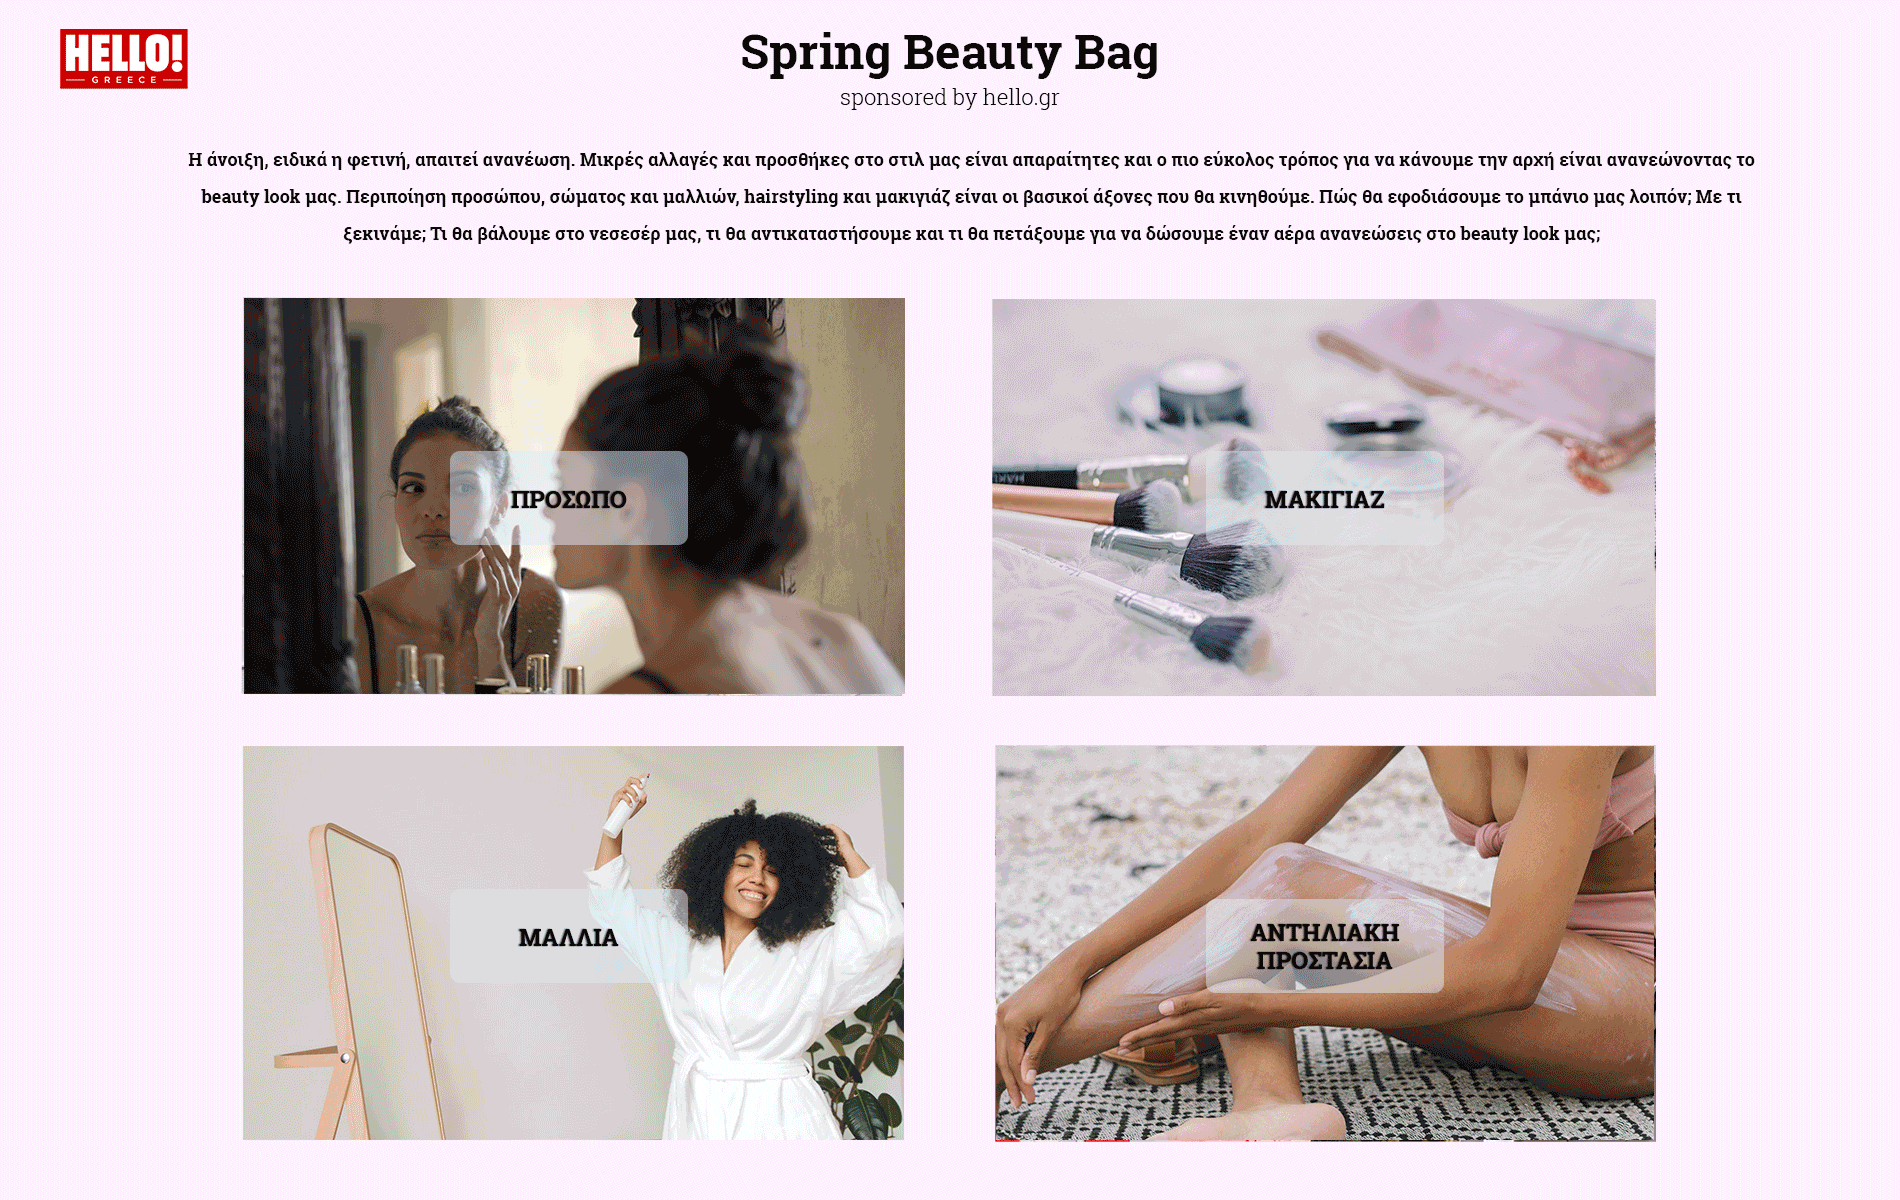 HELLO!
GREECE
Spring Beauty Bag
sponsored by hello.gr
Η άνοιξη, ειδικά η φετινή, απαιτεί ανανέωση. Μικρές αλλαγές και προσθήκες στο στιλ μας είναι απαραίτητες και ο πιο εύκολος τρόπος για να κάνουμε την αρχή είναι ανανεώνοντας το
beauty look μας. Περιποίηση προσώπου, σώματος και μαλλιών, hairstyling και μακιγιάζ είναι οι βασικοί άξονες που θα κινηθούμε. Πώς θα εφοδιάσουμε το μπάνιο μας λοιπόν; Με τι
ξεκινάμε; Τι θα βάλουμε στο νεσεσέρ μας, τι θα αντικαταστήσουμε και τι θα πετάξουμε για να δώσουμε έναν αέρα ανανεώσεις στο beauty look μας;
ΠΡΟΣΩΠΟ
ΜΑΚΙΓΙΑΖ
ΜΑΛΛΙΑ
ΑΝΤΗΛΙΑΚΗ
ΠΡΟΣΤΑΣΙΑ